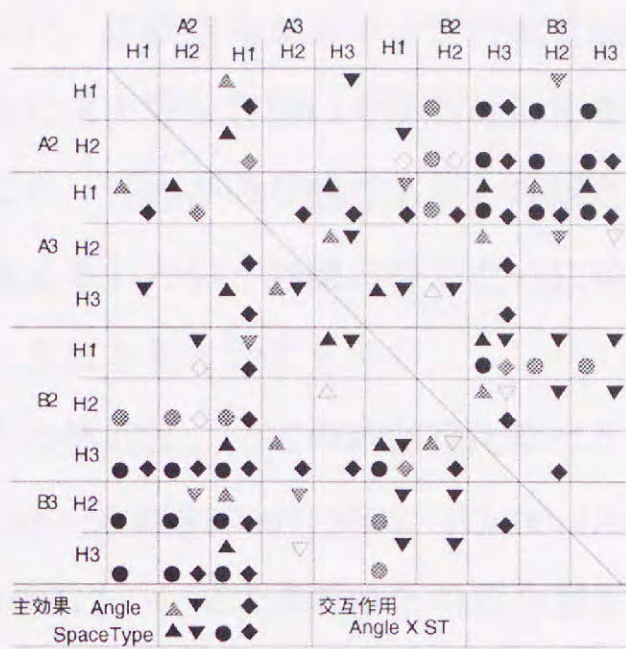 A2 A3 B2 B3
H1 H2 H1 H2 H3 H1 H2 H3 H2 H3
H1
A2 H2
H1
A3 H2
H3
H1
B2 H2
H3
B3 H2
H3
主効果 Angle 交互作用
SpaceType Angle X ST